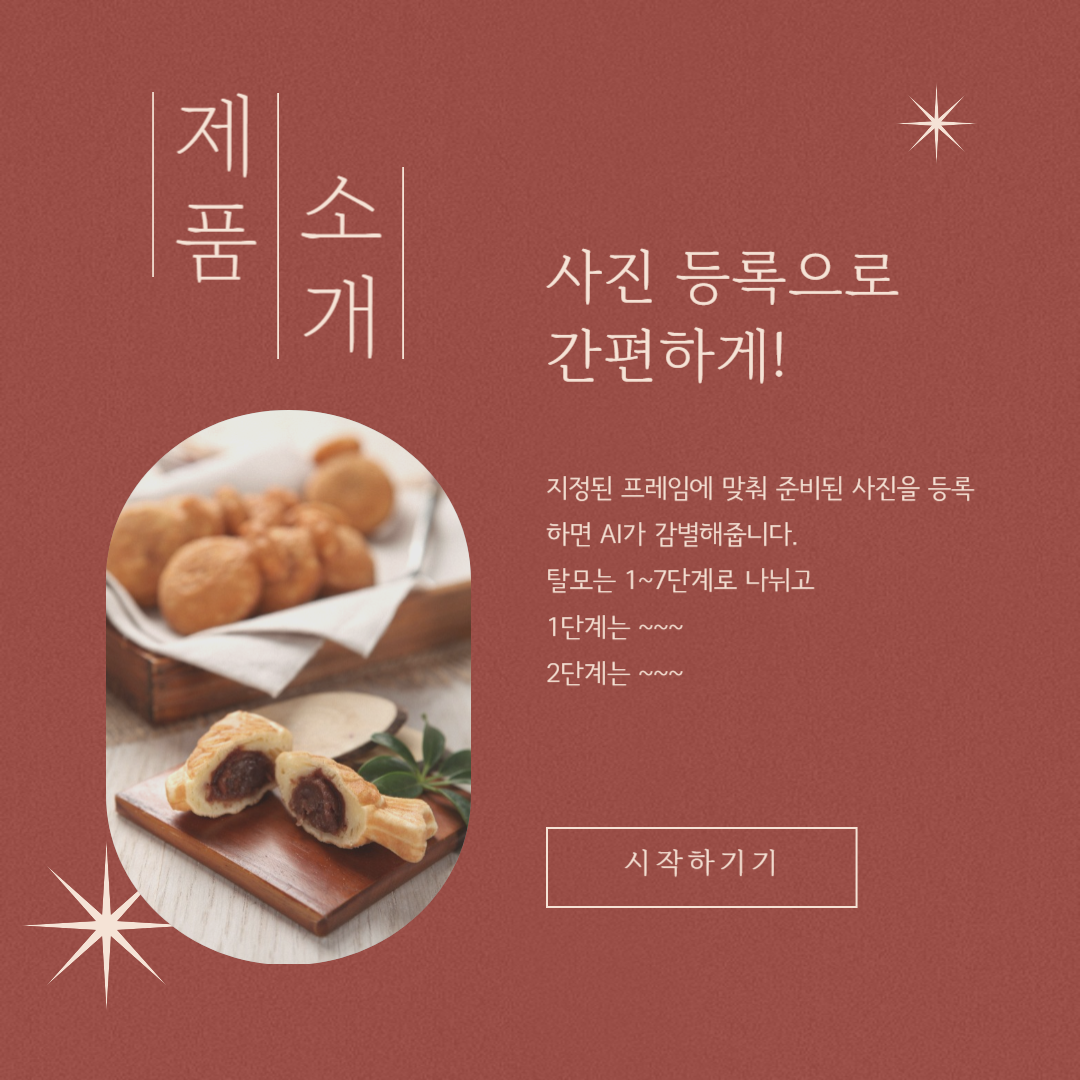 제품
소개
사진 등록으로
간편하게!
지정된 프레임에 맞춰 준비된 사진을 등록
하면 AI가 감별해줍니다.
탈모는 1~7단계로 나뉘고
1단계는 ~~~
2단계는 ~~~
시작하기기